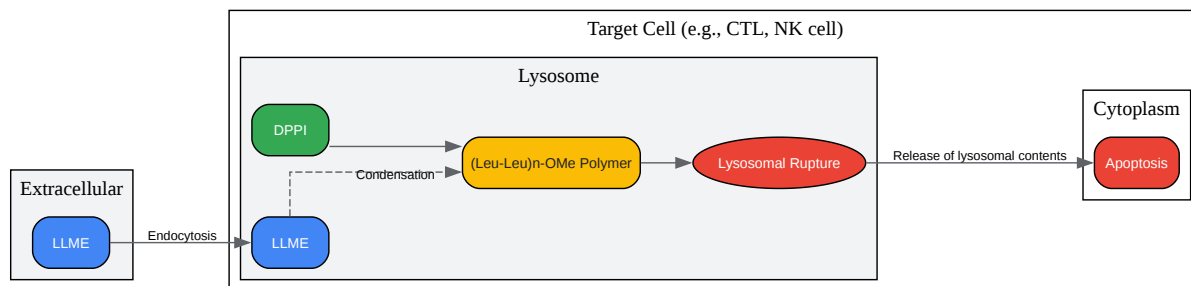 Target Cell (e.g., CTL, NK cell)
Lysosome
DPPI
(Leu-Leu)n-OMe Polymer
Lysosomal Rupture
Release of lysosomal contents
Cytoplasm
Apoptosis
Condensation
Extracellular
LLME
Endocytosis
LLME